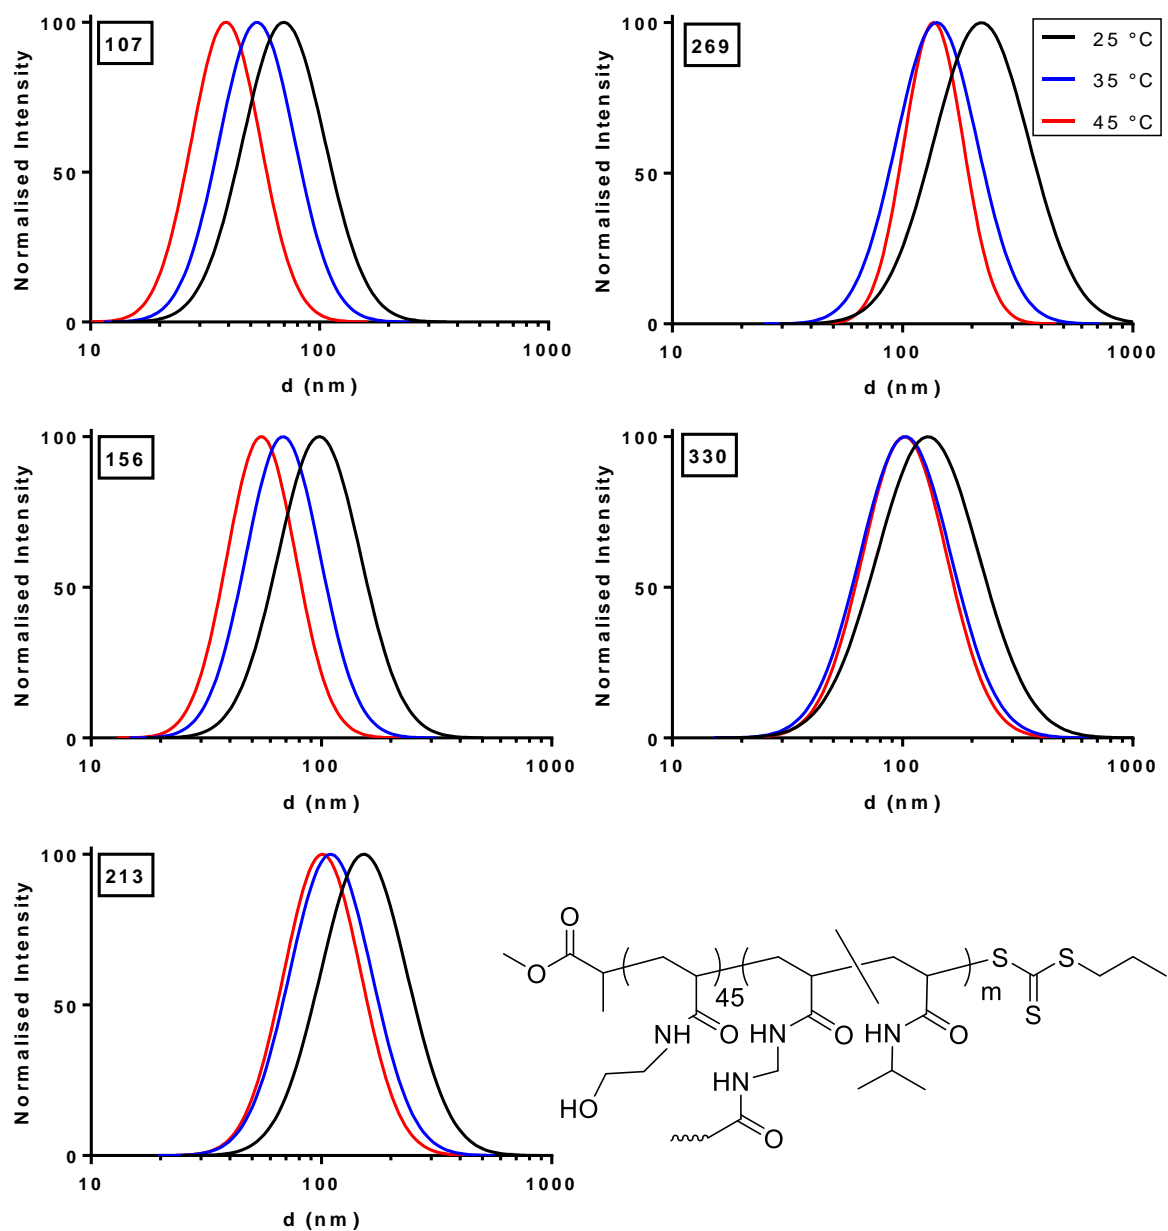 107
Normalised Intensity
100
50
0
10
100
1000
d (nm)
269
Normalised Intensity
100
50
0
10
100
1000
d (nm)
25 °C
35 °C
45 °C
156
Normalised Intensity
100
50
0
10
100
1000
d (nm)
330
Normalised Intensity
100
50
0
10
100
1000
d (nm)
213
Normalised Intensity
100
50
0
10
100
1000
d (nm)
O
O
45
m
S
S
S
NH
O
HN
O
HN
O
HO
HN
O